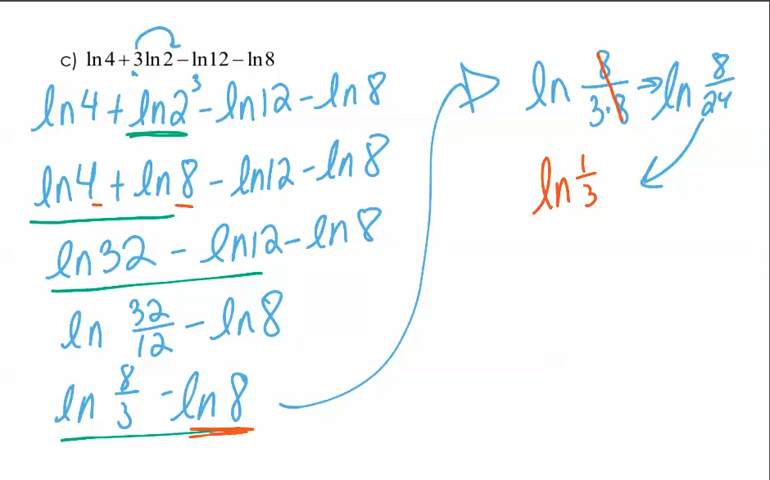 c) ln4+3ln2−ln12−ln8
ln4 + ln2³ - ln12 - ln8
ln4 + ln8 - ln12 - ln8
ln32 - ln12 - ln8
ln 32/12 - ln8
ln 8/3 - ln8
ln 8/(3·8) ⇒ ln 8/24
ln 1/3